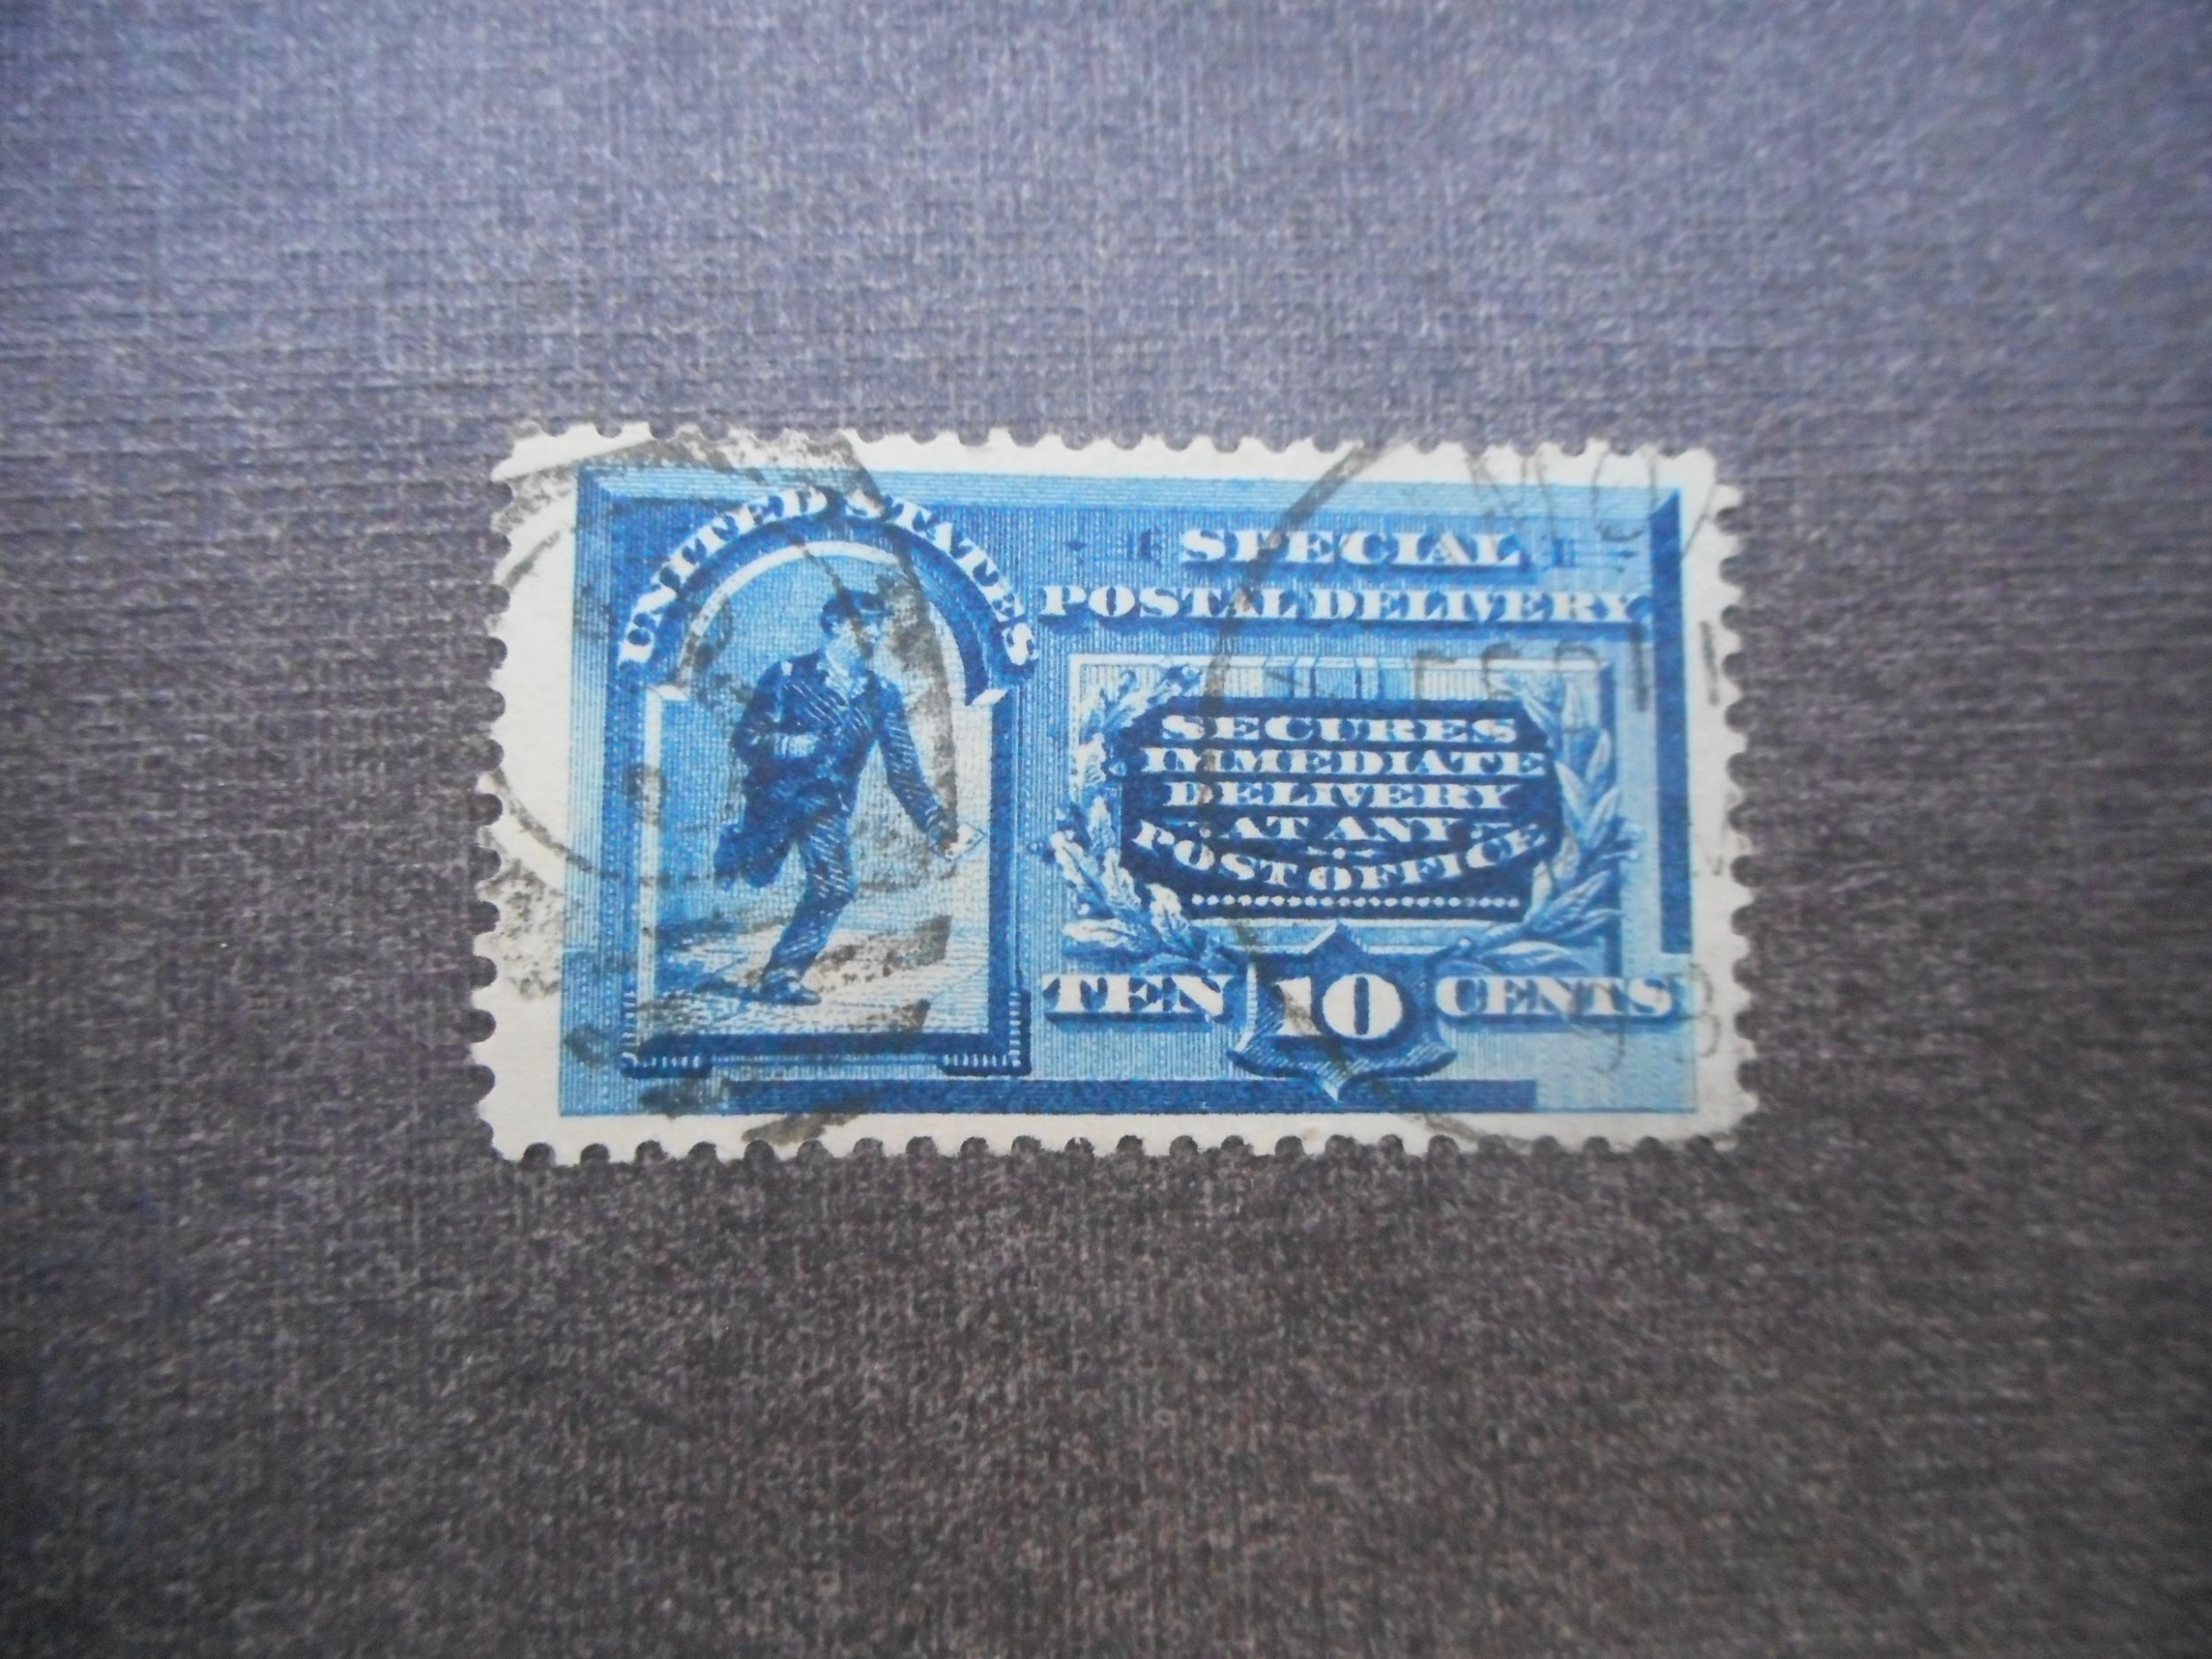 UNITED STATES
SPECIAL
POSTAL DELIVERY
SECURES
IMMEDIATE
DELIVERY
AT ANY
POST OFFICE
TEN 10 CENTS